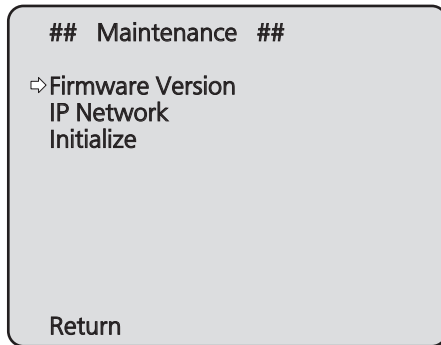 ## Maintenance ##
⇨Firmware Version
IP Network
Initialize
Return